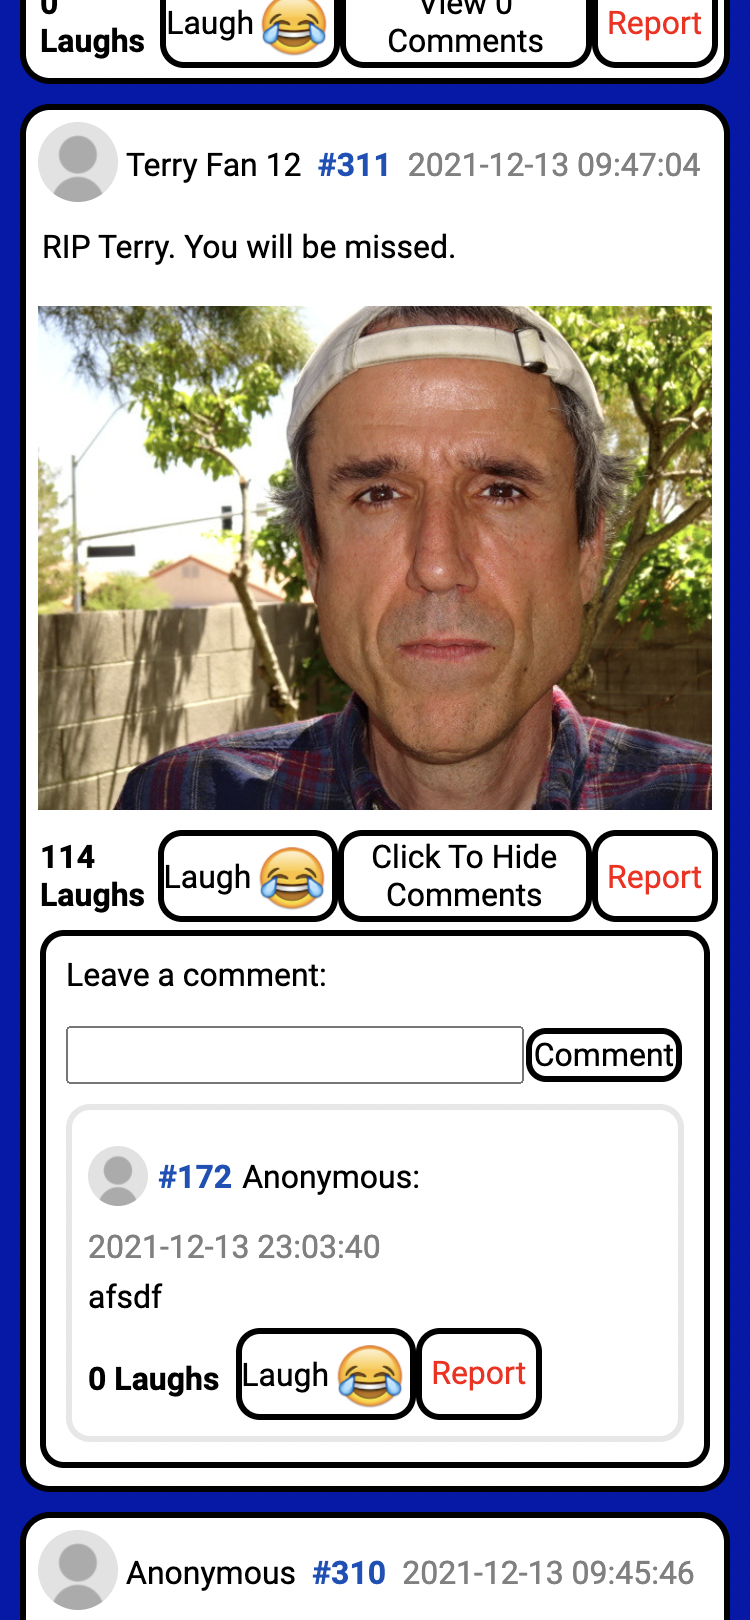 0
Laughs
Laugh
View 0
Comments
Report
Terry Fan 12 #311 2021-12-13 09:47:04
RIP Terry. You will be missed.
114
Laughs
Laugh
Click To Hide
Comments
Report
Leave a comment:
Comment
#172 Anonymous:
2021-12-13 23:03:40
afsdf
0 Laughs
Laugh
Report
Anonymous #310 2021-12-13 09:45:46